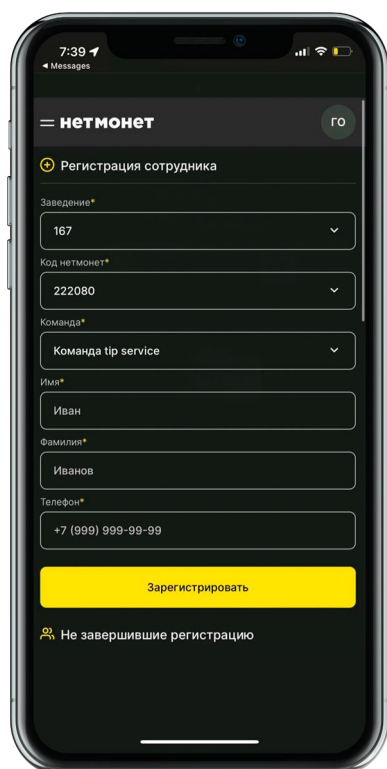 7:39
◄ Messages
= нетмонет
ГО
Регистрация сотрудника
Заведение*
167
Код нетмонет*
222080
Команда*
Команда tip service
Имя*
Иван
Фамилия*
Иванов
Телефон*
+7 (999) 999-99-99
Зарегистрировать
Не завершившие регистрацию